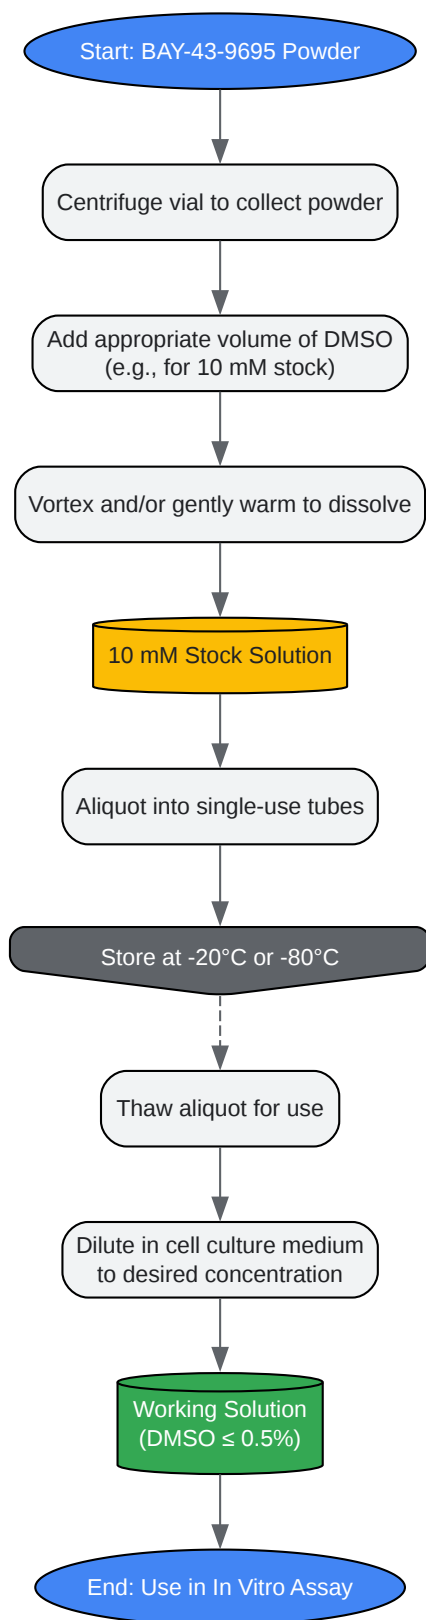 Start: BAY-43-9695 Powder
Centrifuge vial to collect powder
Add appropriate volume of DMSO
(e.g., for 10 mM stock)
Vortex and/or gently warm to dissolve
10 mM Stock Solution
Aliquot into single-use tubes
Store at -20°C or -80°C
Thaw aliquot for use
Dilute in cell culture medium
to desired concentration
Working Solution
(DMSO ≤ 0.5%)
End: Use in In Vitro Assay